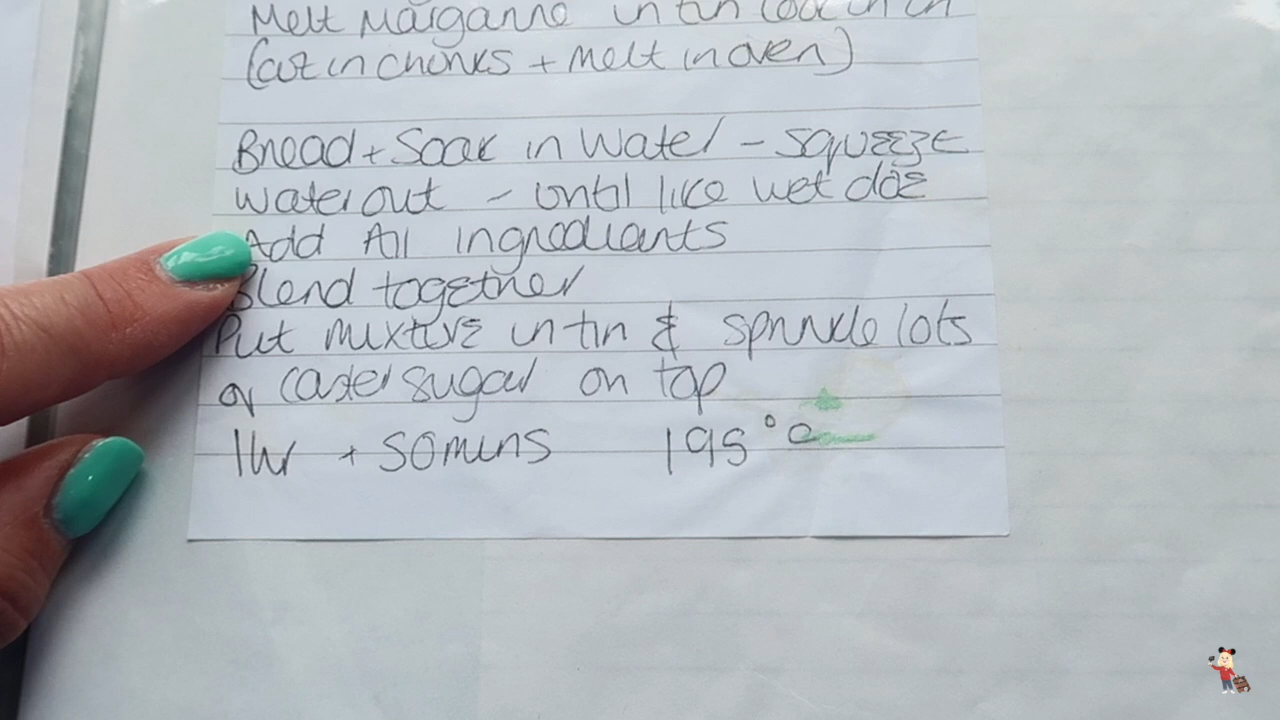 Melt Margarine in tin
(cut in chunks + melt in oven)
Bread + Soak in water - squeeze
water out - until like wet doe
Add All ingrediants
Blend together
Put mixture in tin & sprinkle lots
of caster sugar on top
1hr + 50mins 195°c